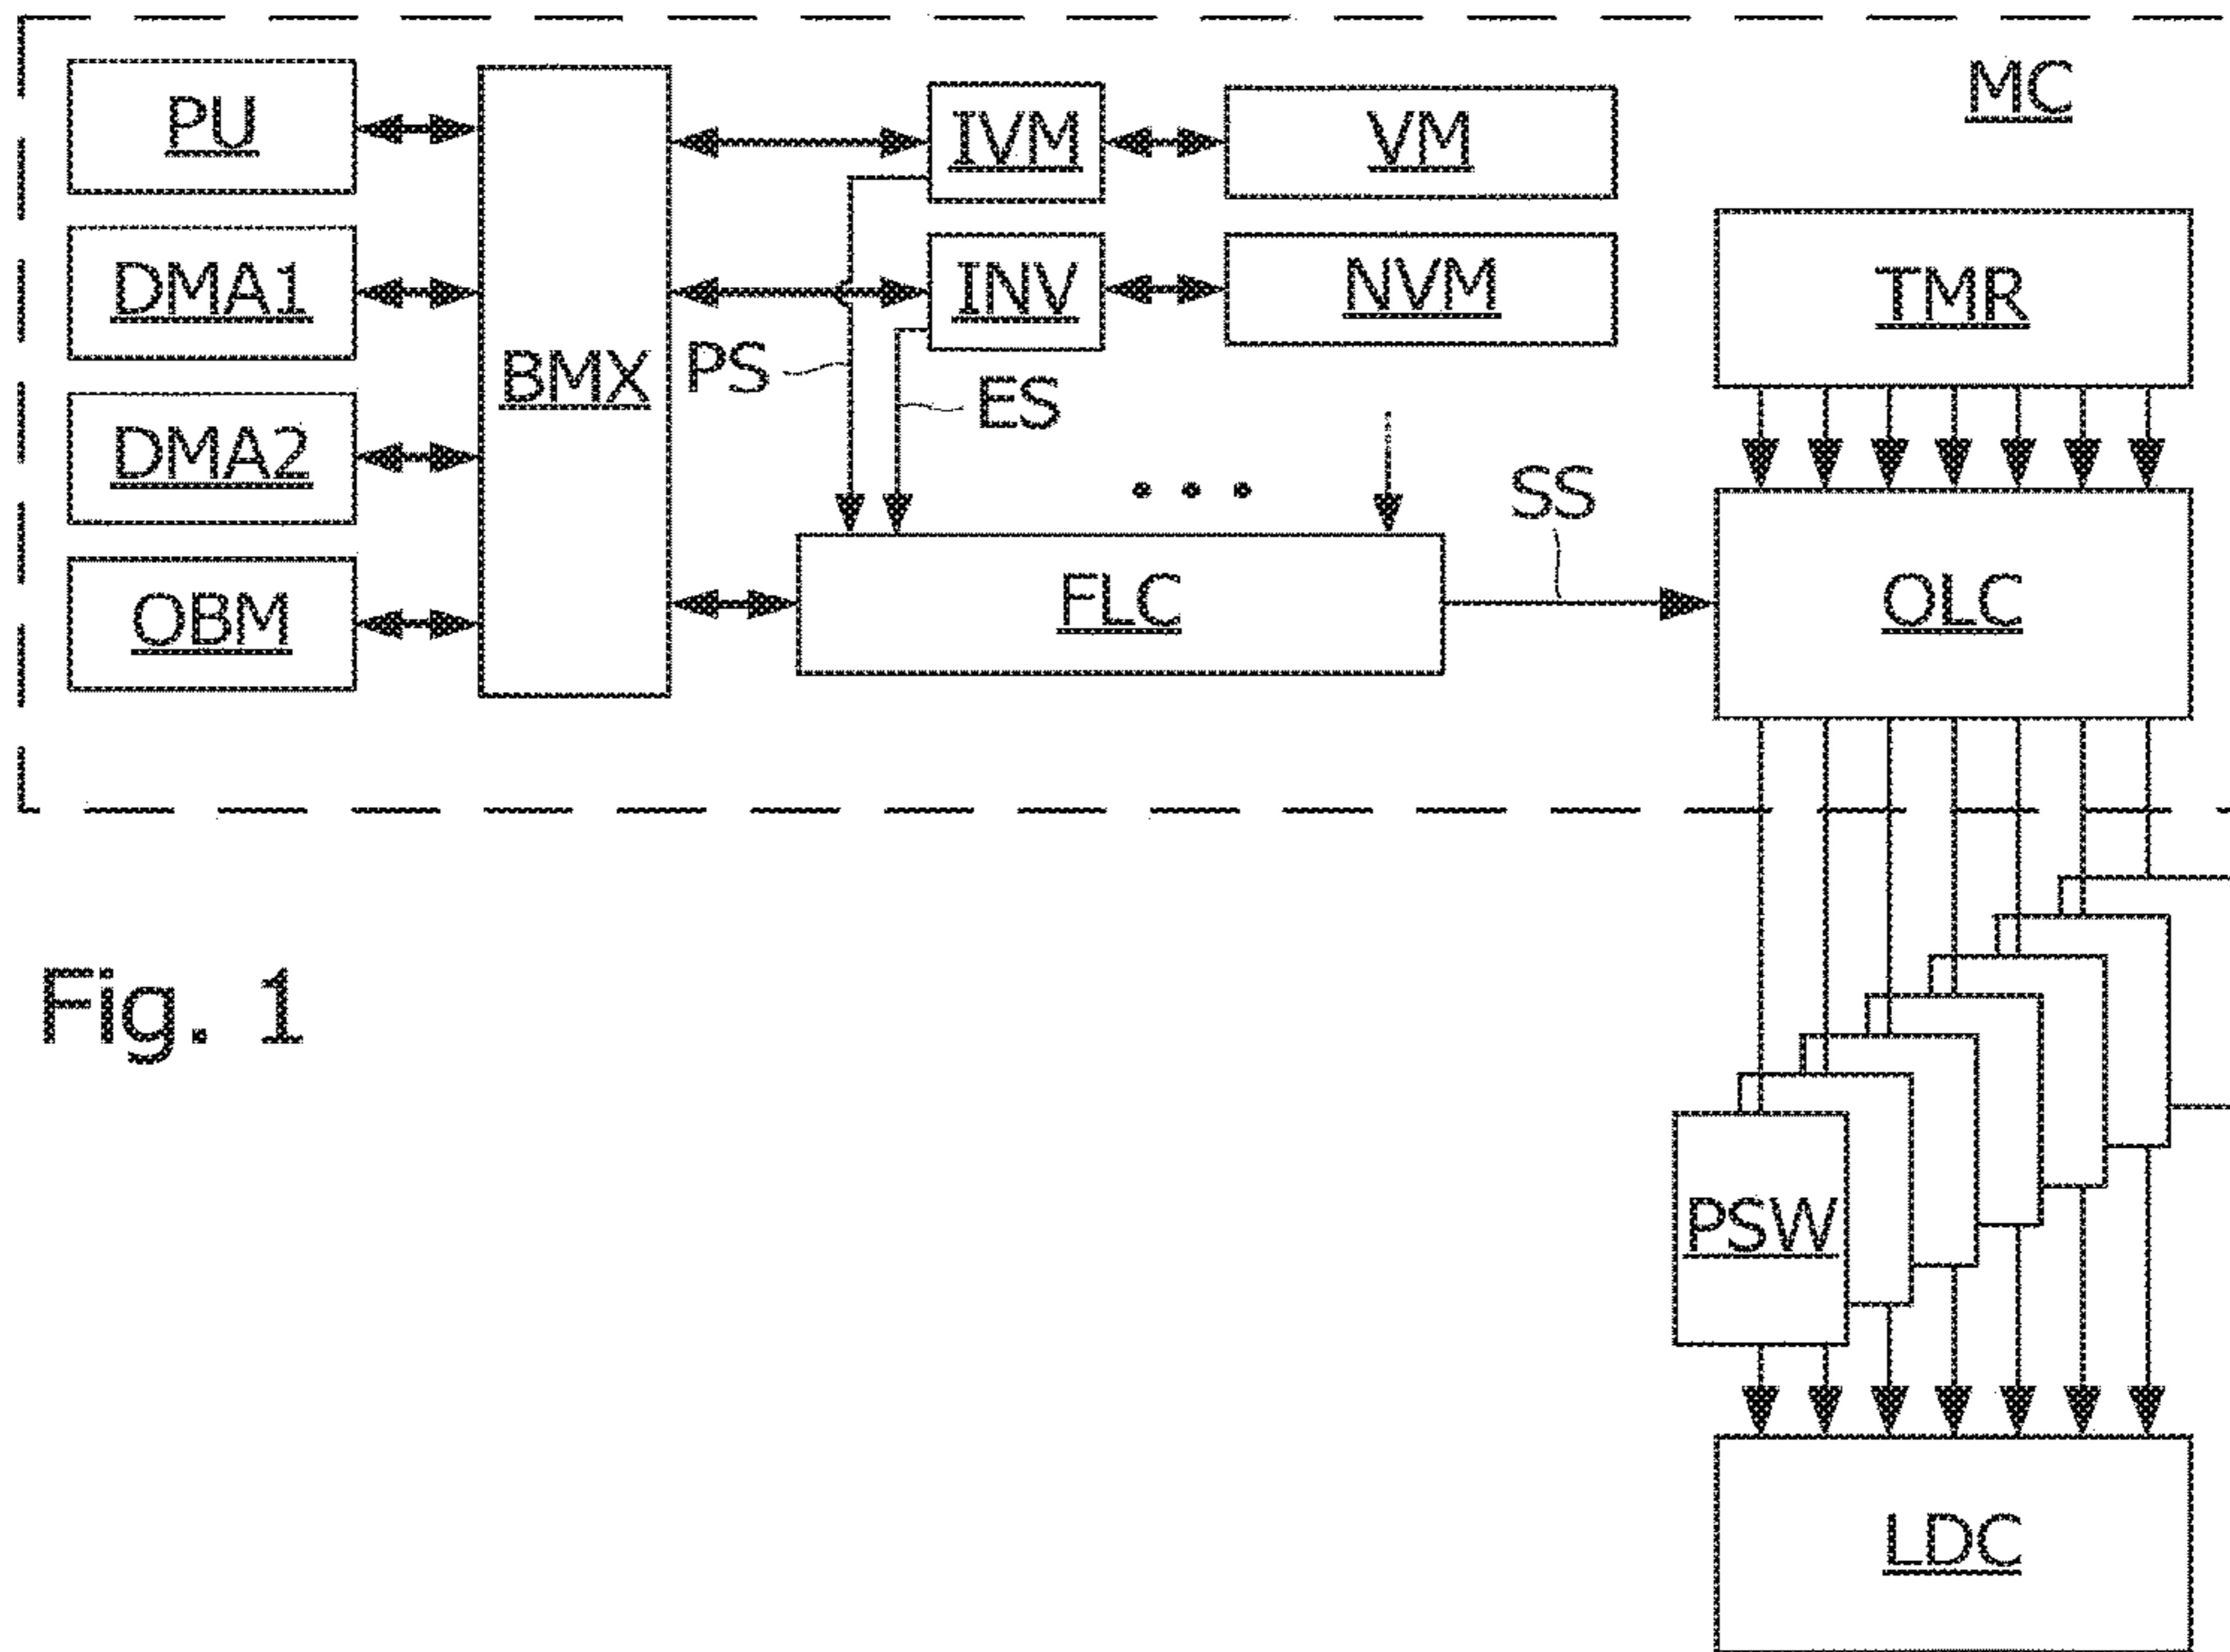 MC
PU
IVM
VM
DMA1
INV
NVM
TMR
BMX
PS
ES
DMA2
SS
OBM
FLC
OLC
Fig. 1
PSW
LDC